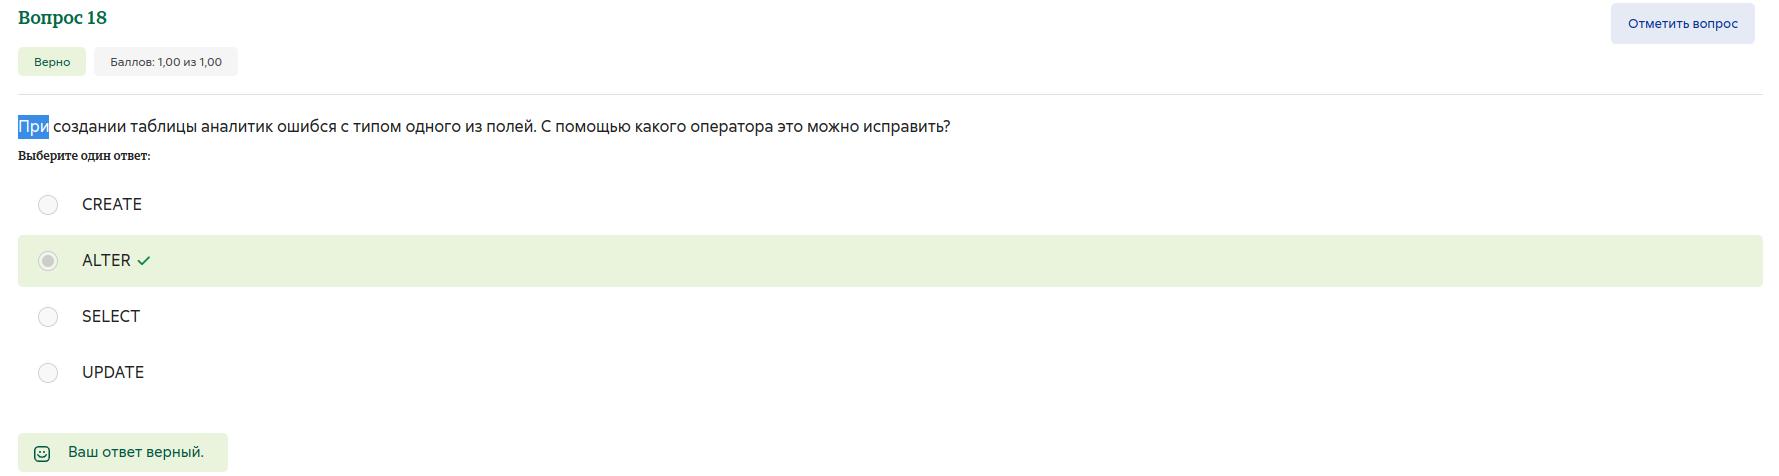 Вопрос 18
Отметить вопрос
Верно
Баллов: 1,00 из 1,00
При создании таблицы аналитик ошибся с типом одного из полей. С помощью какого оператора это можно исправить?
Выберите один ответ:
CREATE
ALTER
SELECT
UPDATE
Ваш ответ верный.